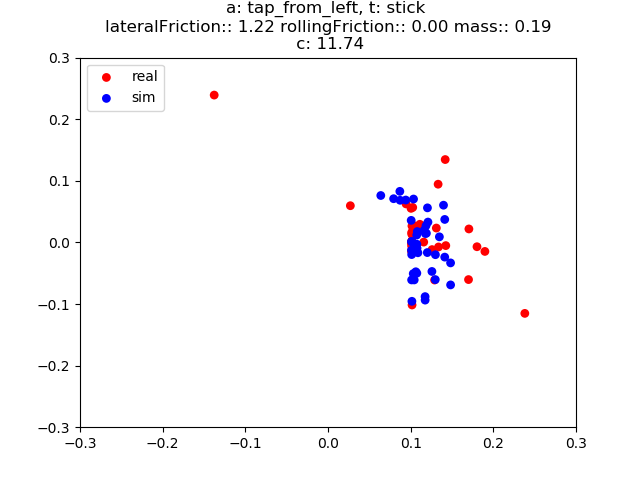 a: tap_from_left, t: stick
lateralFriction:: 1.22 rollingFriction:: 0.00 mass:: 0.19
c: 11.74
real
sim
0.3
0.2
0.1
0.0
−0.1
−0.2
−0.3
−0.3
−0.2
−0.1
0.0
0.1
0.2
0.3